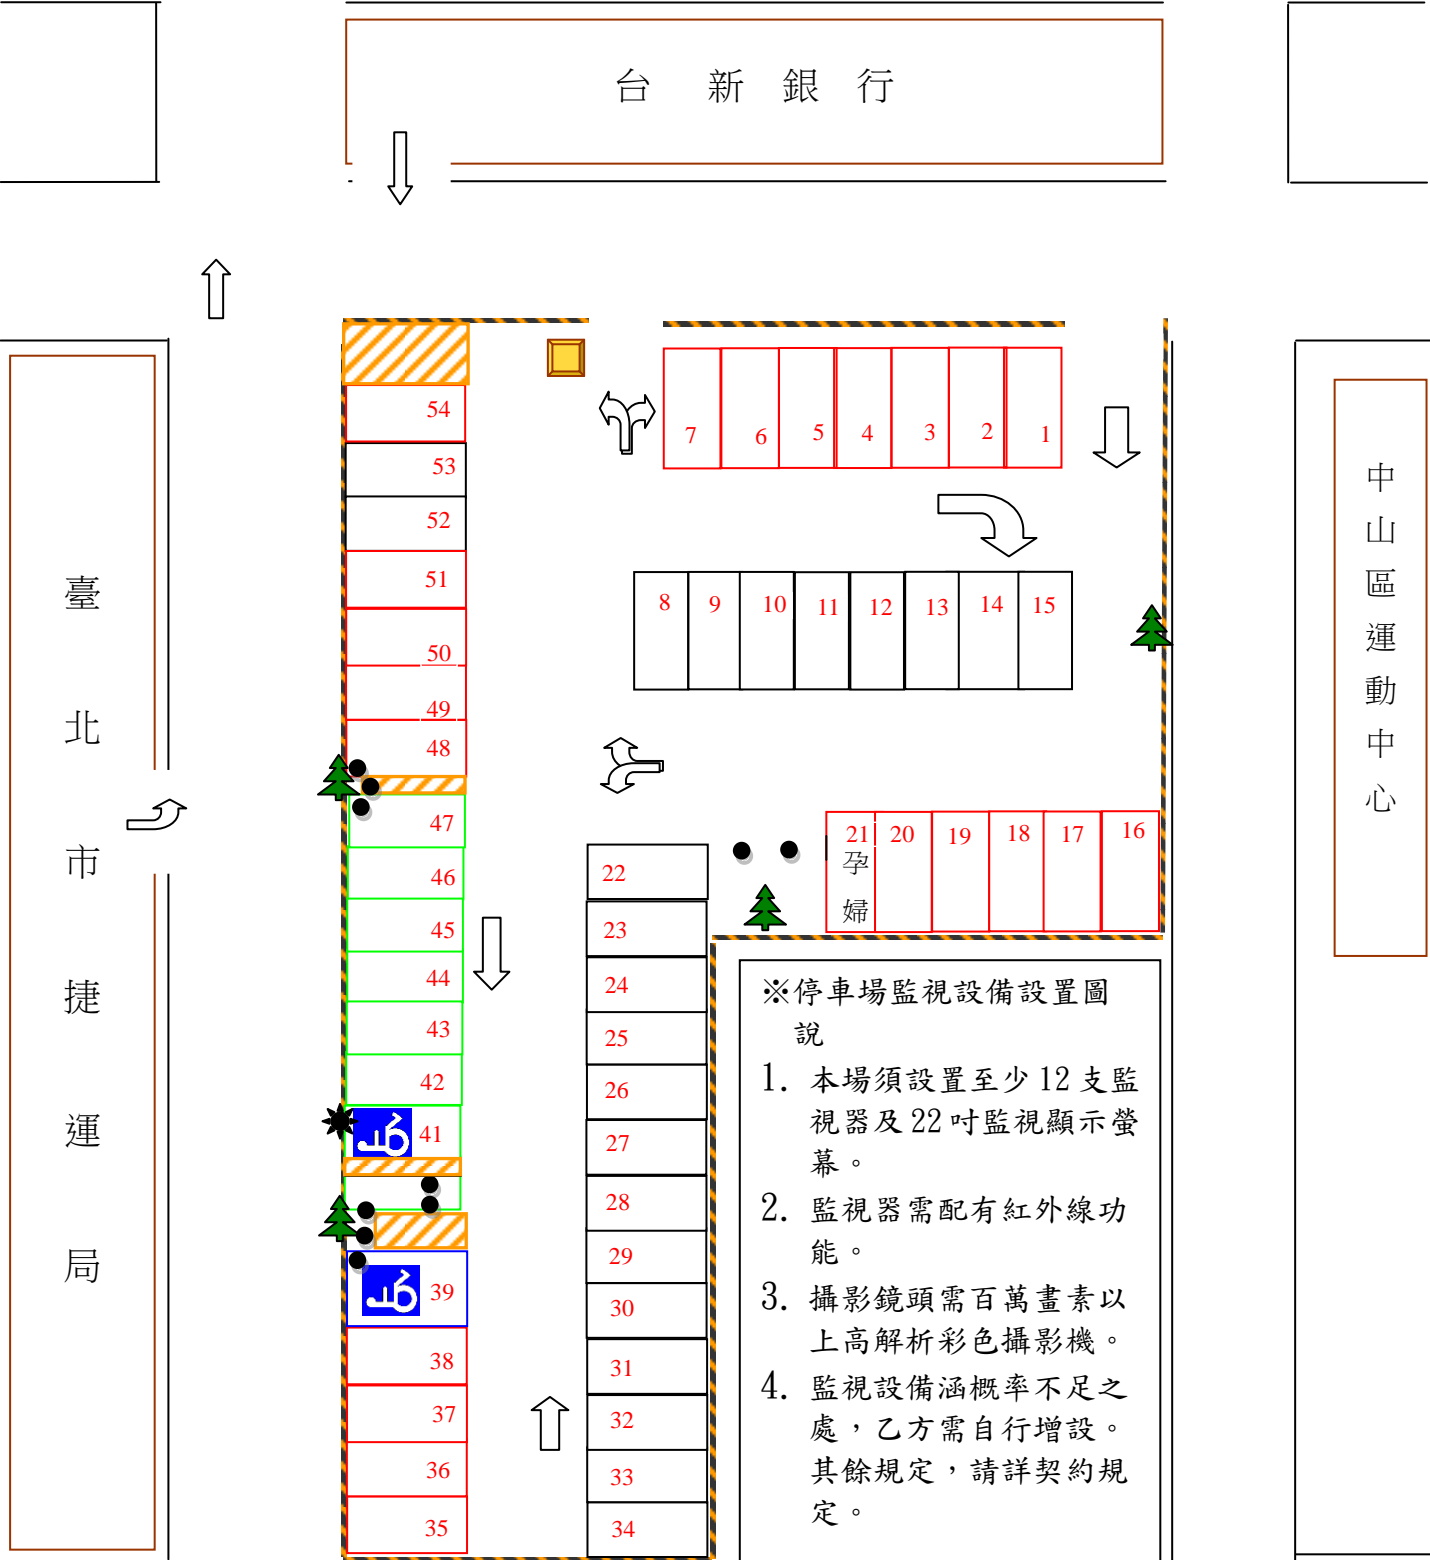 台 新 銀 行
臺北市捷運局
中山區運動中心
7 6 5 4 3 2 1
8 9 10 11 12 13 14 15
21 20 19 18 17 16
孕婦
54
53
52
51
50
49
48
47
46
45
44
43
42
41
39
38
37
36
35
22
23
24
25
26
27
28
29
30
31
32
33
34
※停車場監視設備設置圖
說
1. 本場須設置至少12支監
視器及22吋監視顯示螢
幕。
2. 監視器需配有紅外線功
能。
3. 攝影鏡頭需百萬畫素以
上高解析彩色攝影機。
4. 監視設備涵概率不足之
處，乙方需自行增設。
其餘規定，請詳契約規
定。